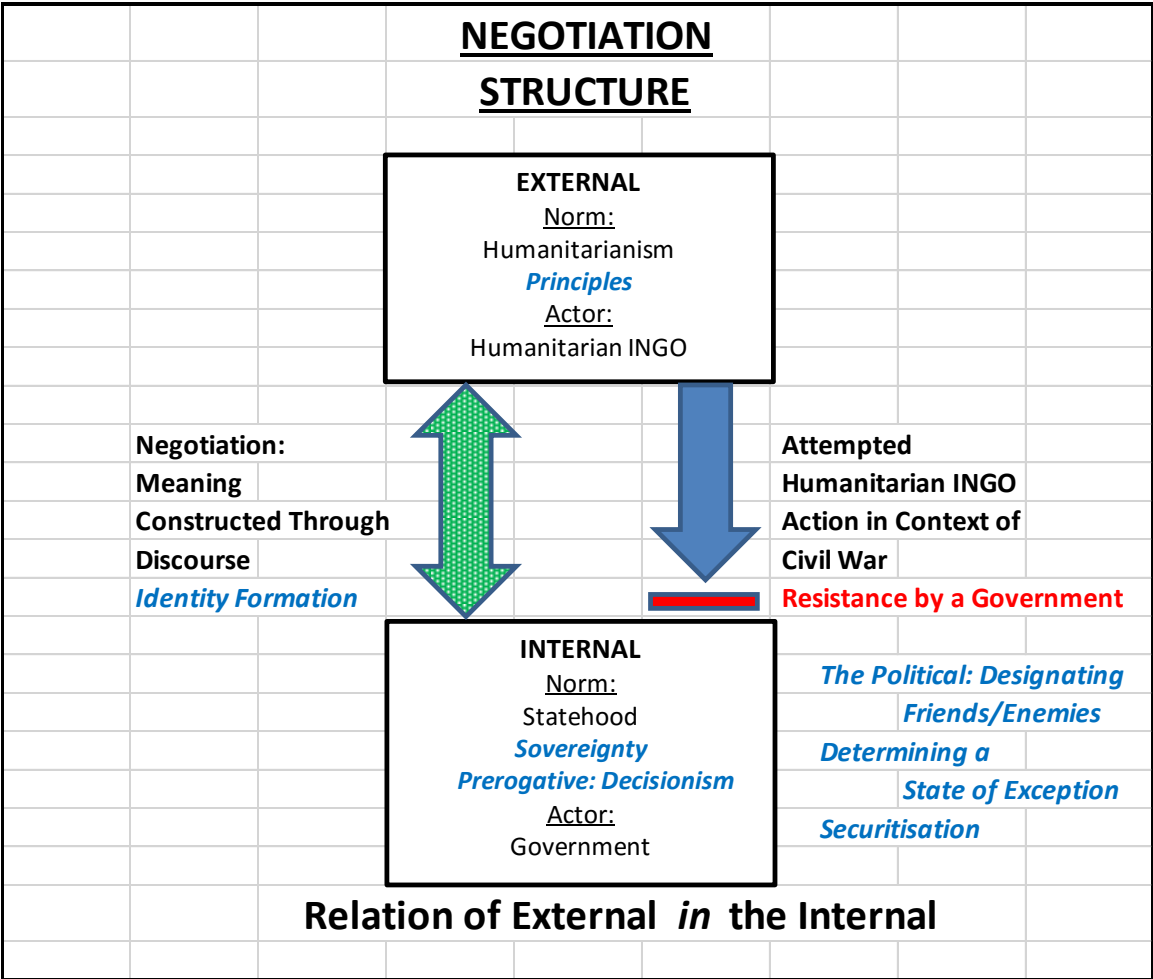 NEGOTIATION
STRUCTURE
EXTERNAL
Norm:
Humanitarianism
Principles
Actor:
Humanitarian INGO
Negotiation:
Meaning
Constructed Through
Discourse
Identity Formation
Attempted
Humanitarian INGO
Action in Context of
Civil War
Resistance by a Government
INTERNAL
Norm:
Statehood
Sovereignty
Prerogative: Decisionism
Actor:
Government
The Political: Designating
Friends/Enemies
Determining a
State of Exception
Securitisation
Relation of External in the Internal